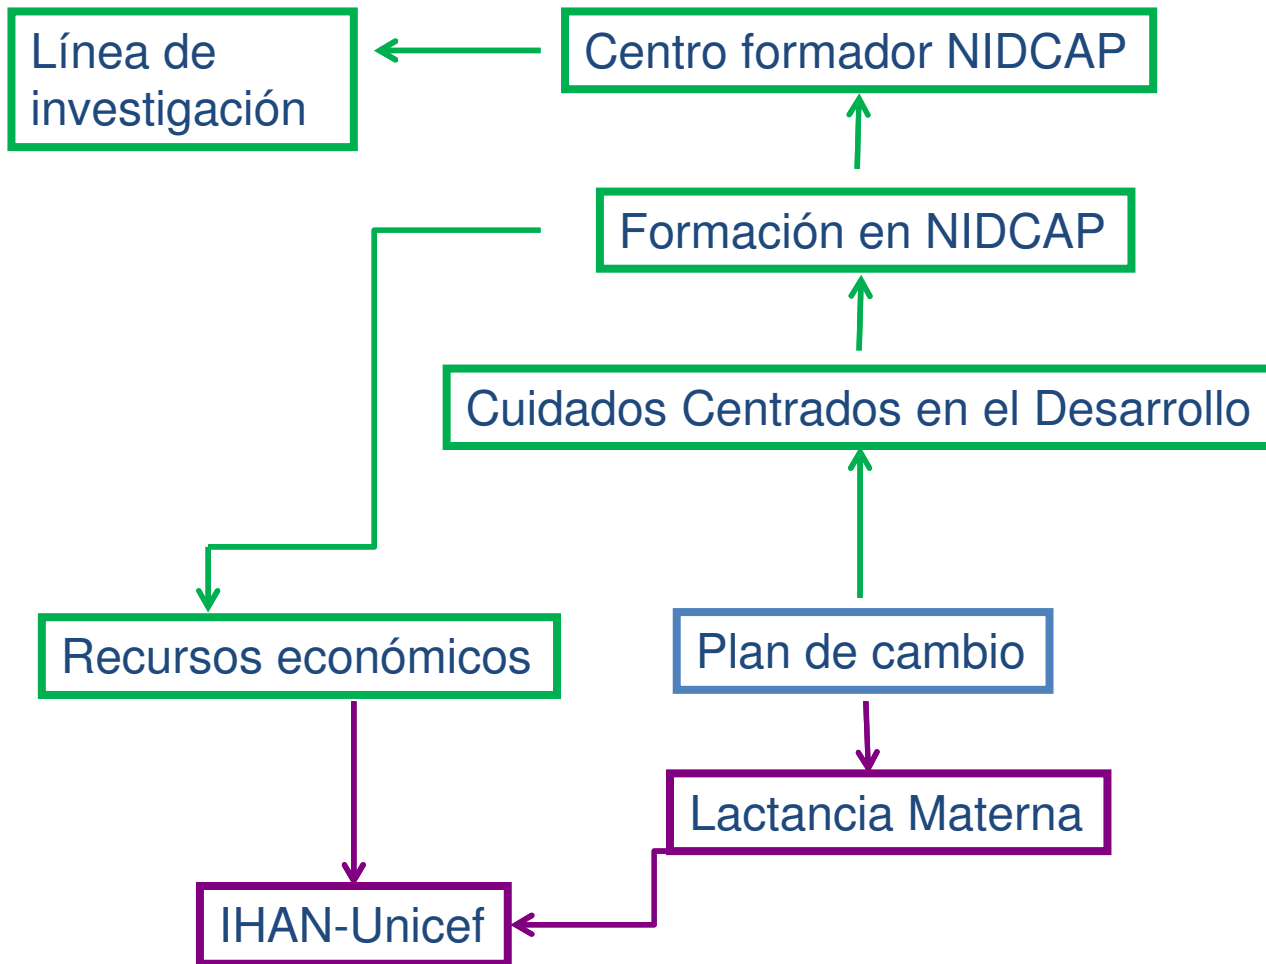 Línea de
investigación
Centro formador NIDCAP
Formación en NIDCAP
Cuidados Centrados en el Desarrollo
Recursos económicos
Plan de cambio
Lactancia Materna
IHAN-Unicef